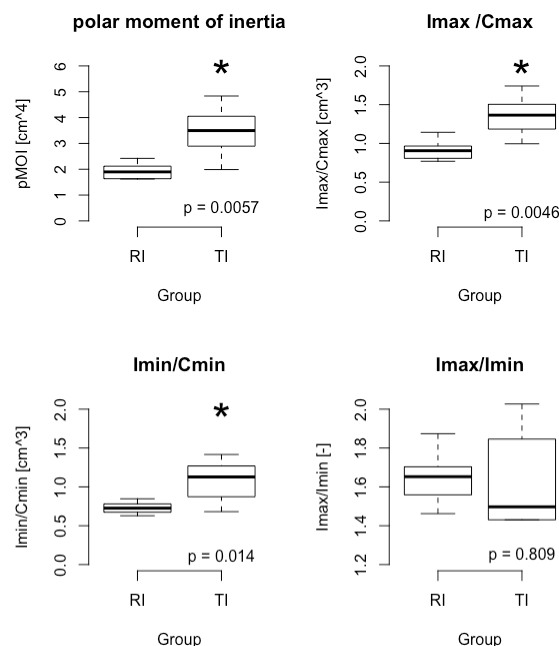 polar moment of inertia
pMOI [cm^4]
6
5
4
3
2
1
0
*
p = 0.0057
RI TI
Group
Imax /Cmax
Imax/Cmax [cm^3]
2.0
1.5
1.0
0.5
0.0
*
p = 0.0046
RI TI
Group
Imin/Cmin
Imin/Cmin [cm^3]
2.0
1.5
1.0
0.5
0.0
*
p = 0.014
RI TI
Group
Imax/Imin
Imax/Imin [-]
2.0
1.8
1.6
1.4
1.2
p = 0.809
RI TI
Group